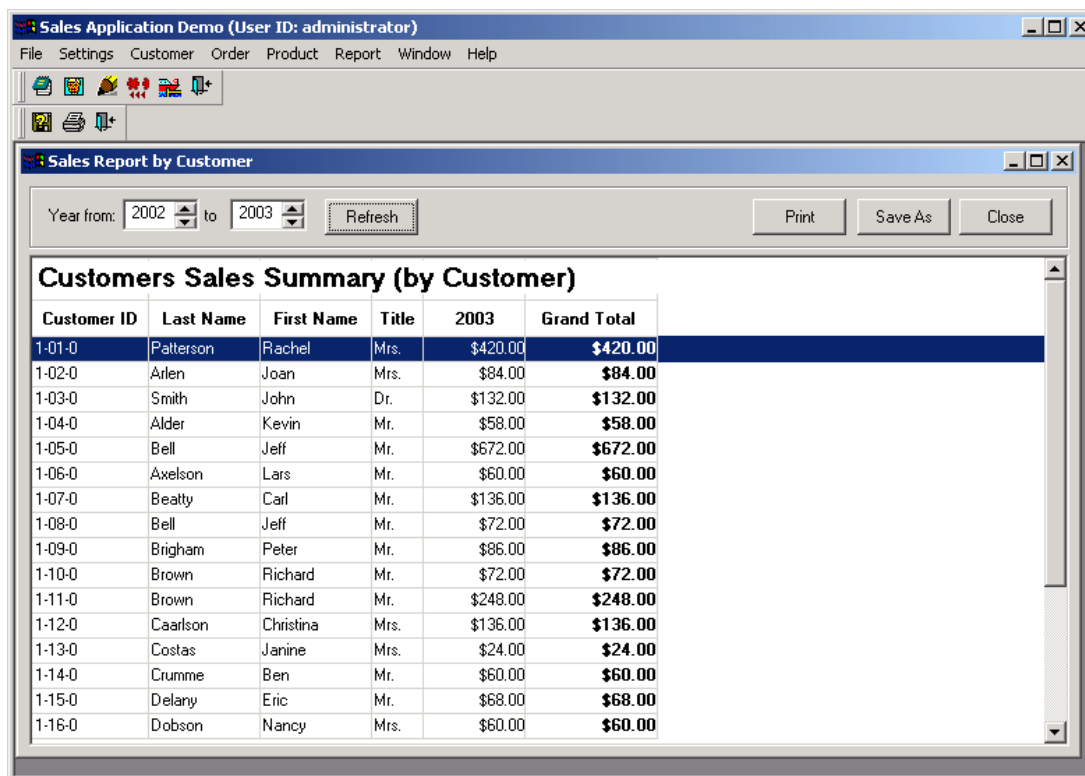 Sales Application Demo (User ID: administrator)
File Settings Customer Order Product Report Window Help
Sales Report by Customer
Year from: 2002 to 2003 Refresh Print Save As Close
Customers Sales Summary (by Customer)
Customer ID Last Name First Name Title 2003 Grand Total
1-01-0 Patterson Rachel Mrs. $420.00 $420.00
1-02-0 Arlen Joan Mrs. $84.00 $84.00
1-03-0 Smith John Dr. $132.00 $132.00
1-04-0 Alder Kevin Mr. $58.00 $58.00
1-05-0 Bell Jeff Mr. $672.00 $672.00
1-06-0 Axelson Lars Mr. $60.00 $60.00
1-07-0 Beatty Carl Mr. $136.00 $136.00
1-08-0 Bell Jeff Mr. $72.00 $72.00
1-09-0 Brigham Peter Mr. $86.00 $86.00
1-10-0 Brown Richard Mr. $72.00 $72.00
1-11-0 Brown Richard Mr. $248.00 $248.00
1-12-0 Caarlson Christina Mrs. $136.00 $136.00
1-13-0 Costas Janine Mrs. $24.00 $24.00
1-14-0 Crumme Ben Mr. $60.00 $60.00
1-15-0 Delany Eric Mr. $68.00 $68.00
1-16-0 Dobson Nancy Mrs. $60.00 $60.00